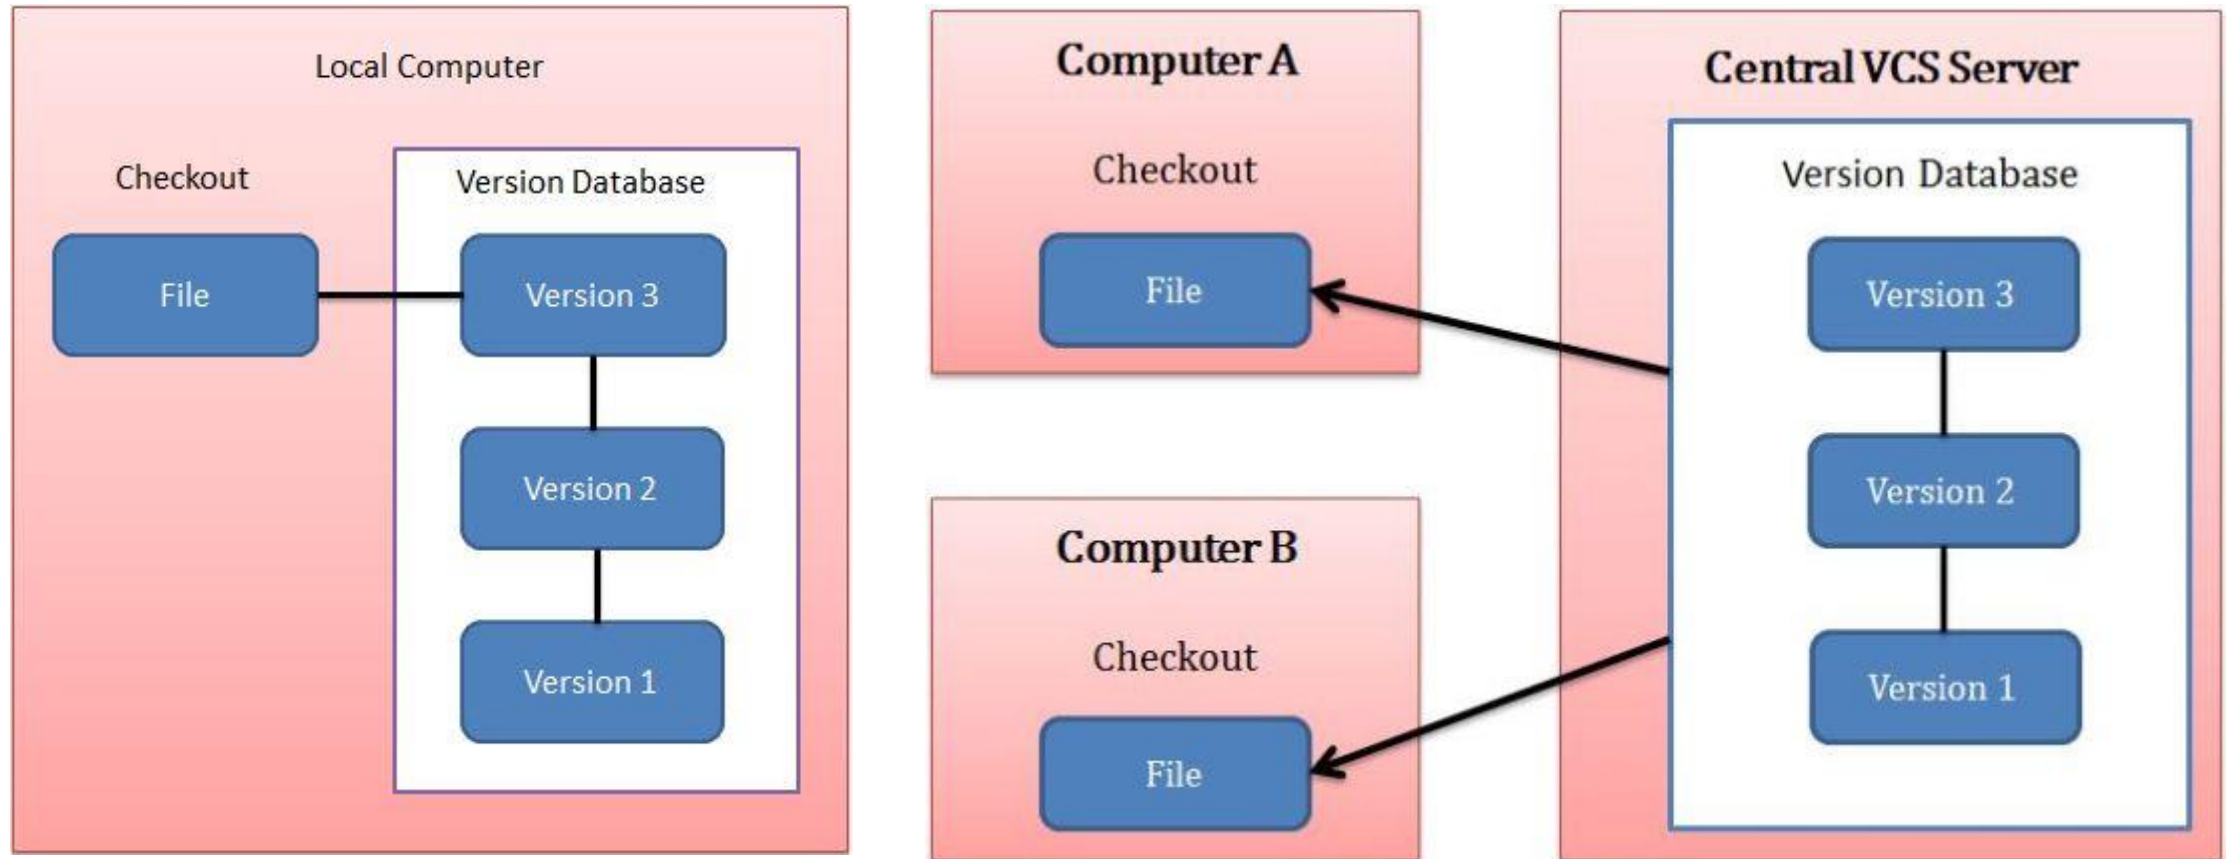 Local Computer
Checkout
Version Database
File
Version 3
Version 2
Version 1
Computer A
Checkout
File
Computer B
Checkout
File
Central VCS Server
Version Database
Version 3
Version 2
Version 1